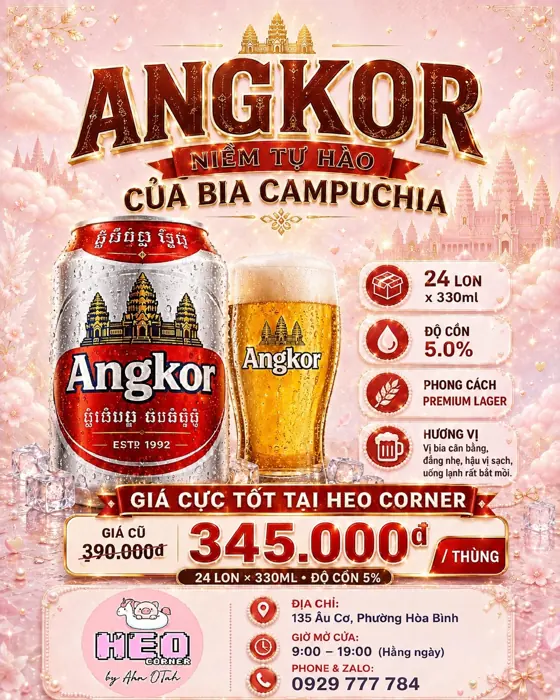 ANGKOR
NIỀM TỰ HÀO
CỦA BIA CAMPUCHIA
Angkor
ESTD 1992
Angkor
24 LON
x 330ml
ĐỘ CỒN
5.0%
PHONG CÁCH
PREMIUM LAGER
HƯƠNG VỊ
Vị bia cân bằng,
đắng nhẹ, hậu vị sạch,
uống lạnh rất bắt mồi.
GIÁ CỰC TỐT TẠI HEO CORNER
GIÁ CŨ
390.000đ
345.000đ
/ THÙNG
24 LON × 330ML • ĐỘ CỒN 5%
HEO
CORNER
by Ahn
ĐỊA CHỈ:
135 Âu Cơ, Phường Hòa Bình
GIỜ MỞ CỬA:
9:00 – 19:00 (Hằng ngày)
PHONE & ZALO:
0929 777 784